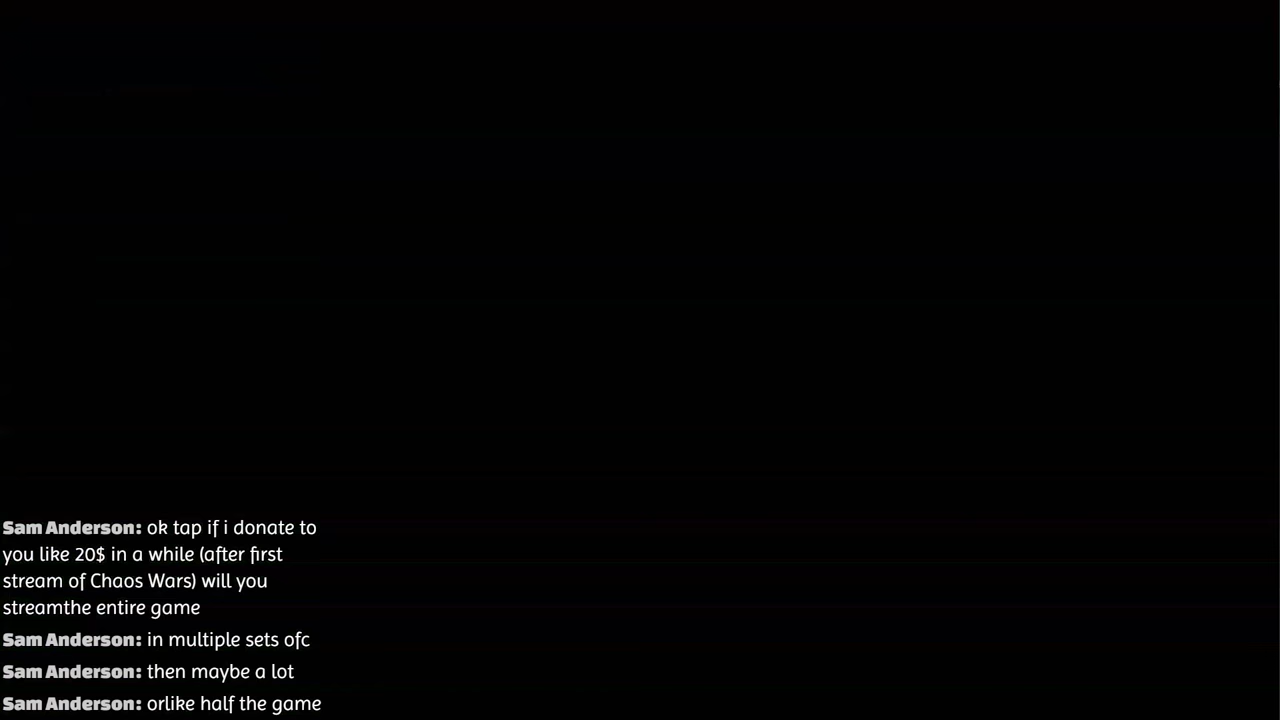 Sam Anderson: ok tap if i donate to
you like 20$ in a while (after first
stream of Chaos Wars) will you
streamthe entire game
Sam Anderson: in multiple sets ofc
Sam Anderson: then maybe a lot
Sam Anderson: orlike half the game